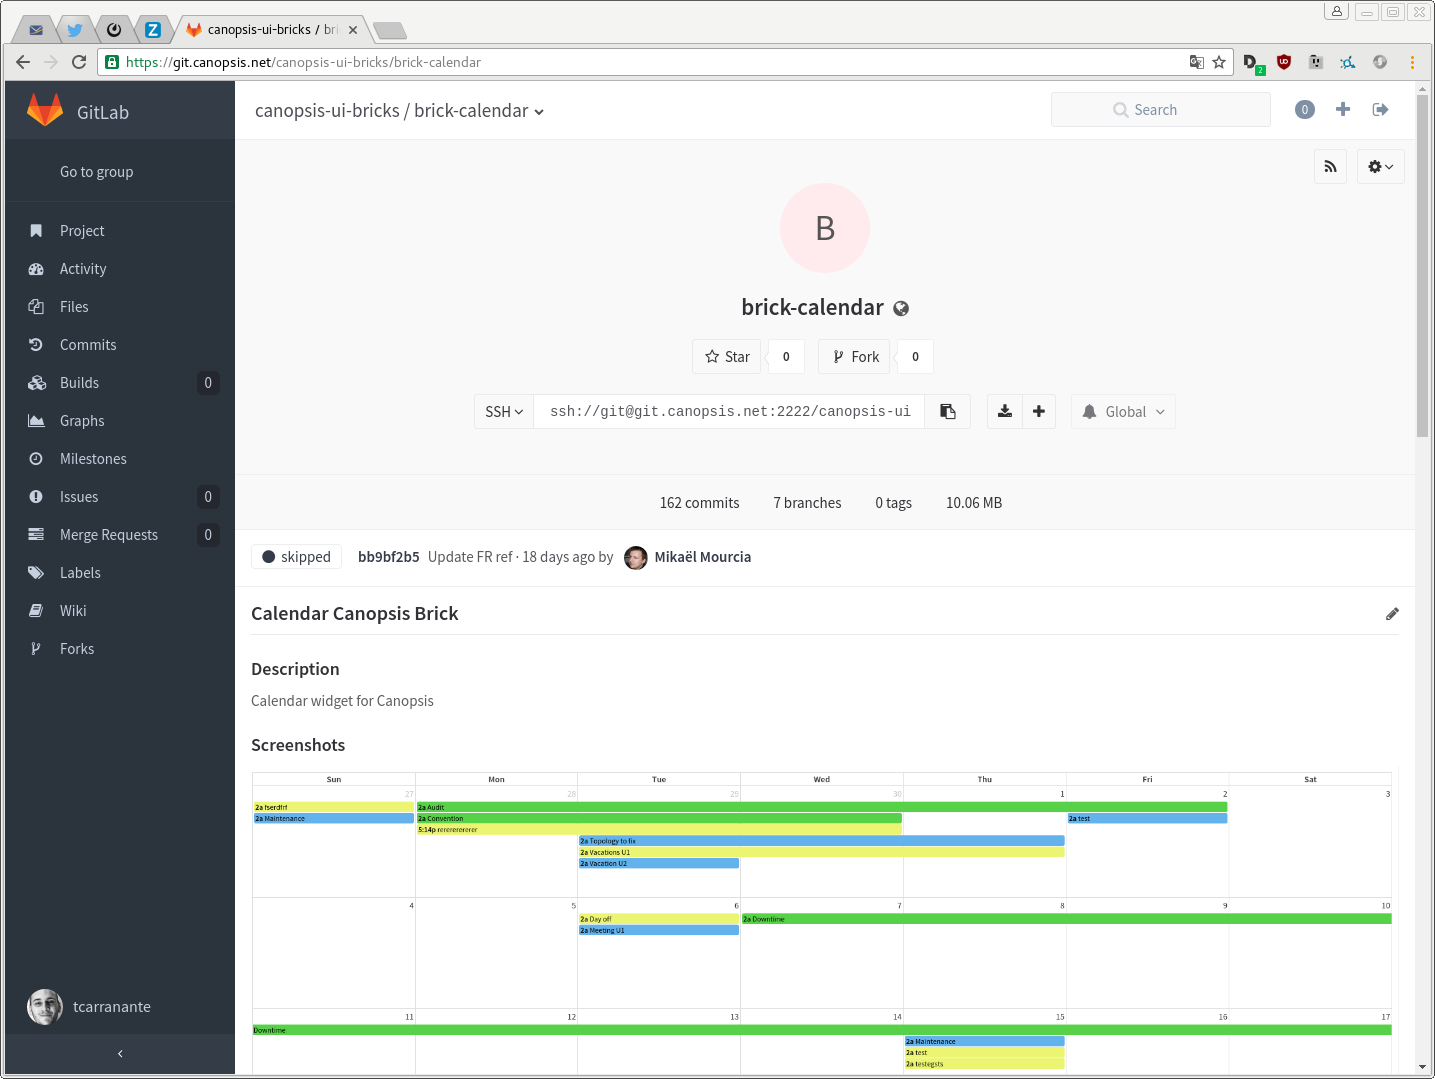 canopsis-ui-bricks / bri
https://git.canopsis.net/canopsis-ui-bricks/brick-calendar
2
GitLab
canopsis-ui-bricks / brick-calendar
Search
0
Go to group
Project
Activity
Files
Commits
Builds 0
Graphs
Milestones
Issues 0
Merge Requests 0
Labels
Wiki
Forks
tcarranante
B
brick-calendar
Star 0 Fork 0
SSH ssh://git@git.canopsis.net:2222/canopsis-ui Global
162 commits 7 branches 0 tags 10.06 MB
skipped bb9bf2b5 Update FR ref · 18 days ago by Mikaël Mourcia
Calendar Canopsis Brick
Description
Calendar widget for Canopsis
Screenshots
Sun Mon Tue Wed Thu Fri Sat
27 28 29 30 1 2 3
2a fserdfrf 2a Audit
2a Maintenance 2a Convention 2a test
5:14p rerererererer
2a Topology to fix
2a Vacations U1
2a Vacation U2
4 5 6 7 8 9 10
2a Day off 2a Downtime
2a Meeting U1
11 12 13 14 15 16 17
Downtime
2a Maintenance
2a test
2a testegsts